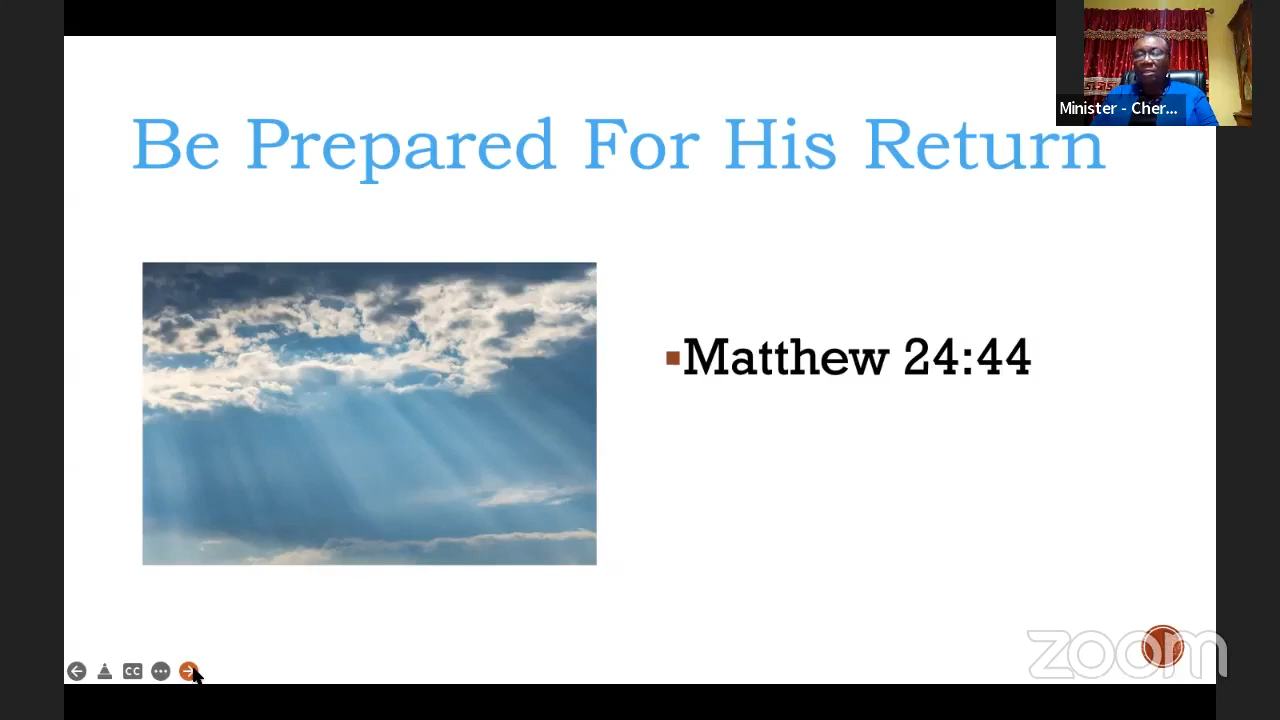 Be Prepared For His Return
Minister - Cher...
▪Matthew 24:44
CC
zoom